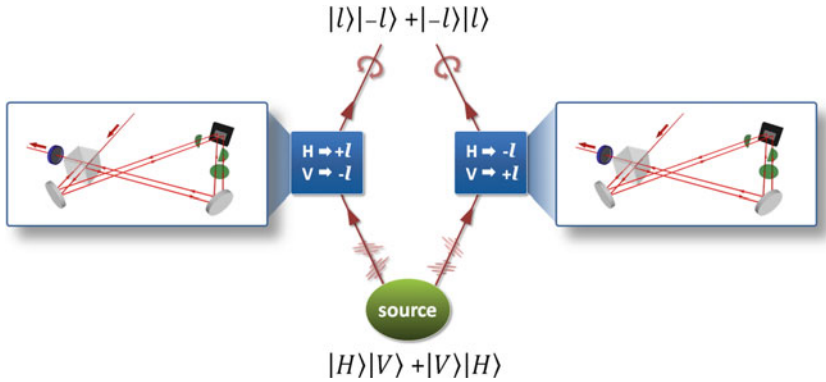 |l⟩|−l⟩ +|−l⟩|l⟩
H ➡ +l
V ➡ -l
H ➡ -l
V ➡ +l
source
|H⟩|V⟩ +|V⟩|H⟩